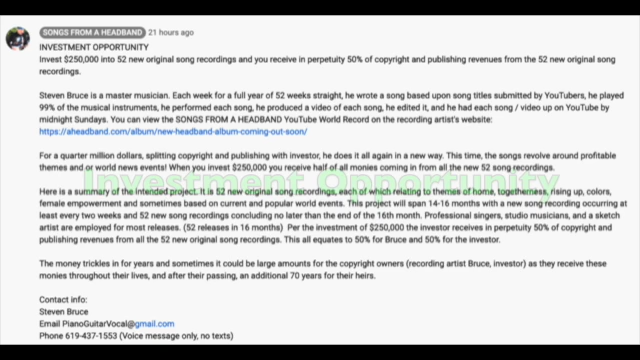 SONGS FROM A HEADBAND 21 hours ago
INVESTMENT OPPORTUNITY
Invest $250,000 into 52 new original song recordings and you receive in perpetuity 50% of copyright and publishing revenues from the 52 new original song
recordings.
Steven Bruce is a master musician. Each week for a full year of 52 weeks straight, he wrote a song based upon song titles submitted by YouTubers, he played
99% of the musical instruments, he performed each song, he produced a video of each song, he edited it, and he had each song / video up on YouTube by
midnight Sundays. You can view the SONGS FROM A HEADBAND YouTube World Record on the recording artist's website:
https://aheadband.com/album/new-headband-album-coming-out-soon/
For a quarter million dollars, splitting copyright and publishing with investor, he does it all again in a new way. This time, the songs revolve around profitable
themes and or world news events! When you invest $250,000 you receive half of all monies coming in from all the new 52 song recordings.
Investment Opportunity
Here is a summary of the intended project. It is 52 new original song recordings, each of which relating to themes of home, togetherness, rising up, colors,
female empowerment and sometimes based on current and popular world events. This project will span 14-16 months with a new song recording occurring at
least every two weeks and 52 new song recordings concluding no later than the end of the 16th month. Professional singers, studio musicians, and a sketch
artist are employed for most releases. (52 releases in 16 months) Per the investment of $250,000 the investor receives in perpetuity 50% of copyright and
publishing revenues from all the 52 new original song recordings. This all equates to 50% for Bruce and 50% for the investor.
The money trickles in for years and sometimes it could be large amounts for the copyright owners (recording artist Bruce, investor) as they receive these
monies throughout their lives, and after their passing, an additional 70 years for their heirs.
Contact info:
Steven Bruce
Email PianoGuitarVocal@gmail.com
Phone 619-437-1553 (Voice message only, no texts)